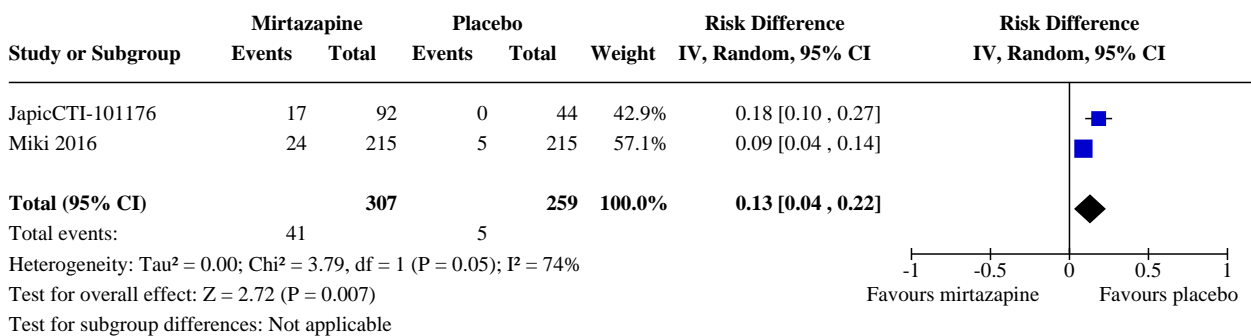 Mirtazapine Placebo Risk Difference Risk Difference
Study or Subgroup Events Total Events Total Weight IV, Random, 95% CI IV, Random, 95% CI
JapicCTI-101176 17 92 0 44 42.9% 0.18 [0.10 , 0.27]
Miki 2016 24 215 5 215 57.1% 0.09 [0.04 , 0.14]
Total (95% CI) 307 259 100.0% 0.13 [0.04 , 0.22]
Total events: 41 5
Heterogeneity: Tau² = 0.00; Chi² = 3.79, df = 1 (P = 0.05); I² = 74%
-1 -0.5 0 0.5 1
Test for overall effect: Z = 2.72 (P = 0.007)
Favours mirtazapine Favours placebo
Test for subgroup differences: Not applicable